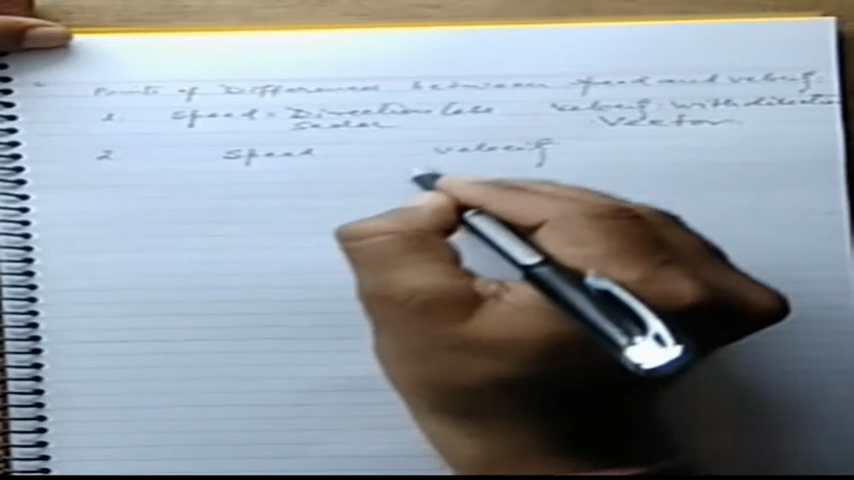 Points of Difference Between speed and velocity.
1. Speed = Directionless Velocity: with direction
Scalar Vector
2. Speed velocity